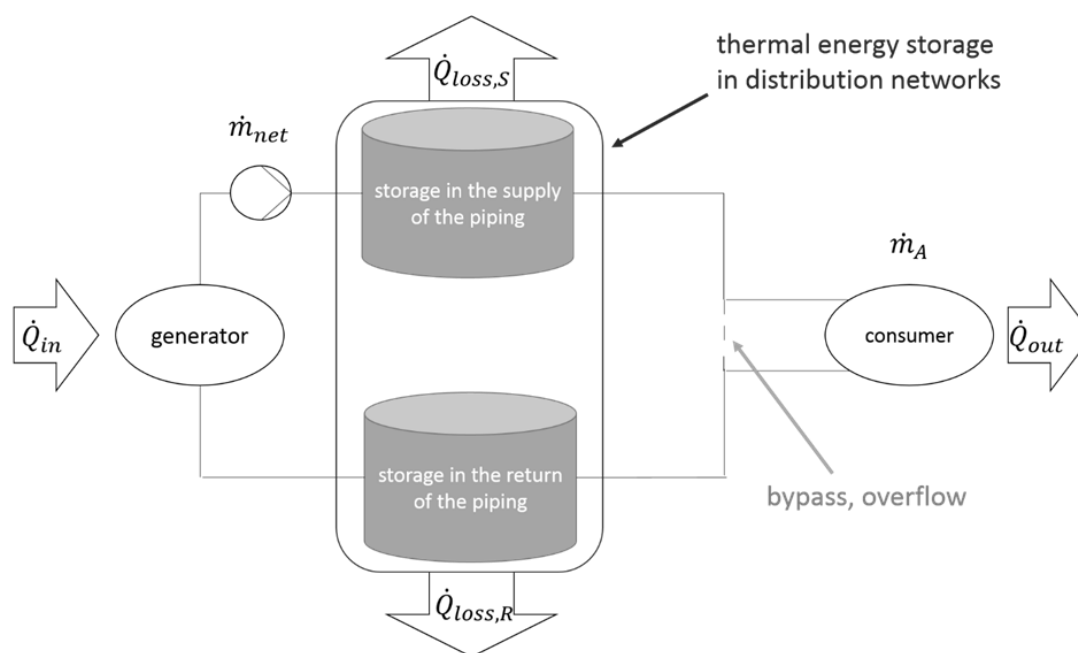 Q̇loss,S
thermal energy storage
in distribution networks
ṁnet
storage in the supply
of the piping
ṁA
Q̇in
generator
consumer
Q̇out
storage in the return
of the piping
bypass, overflow
Q̇loss,R